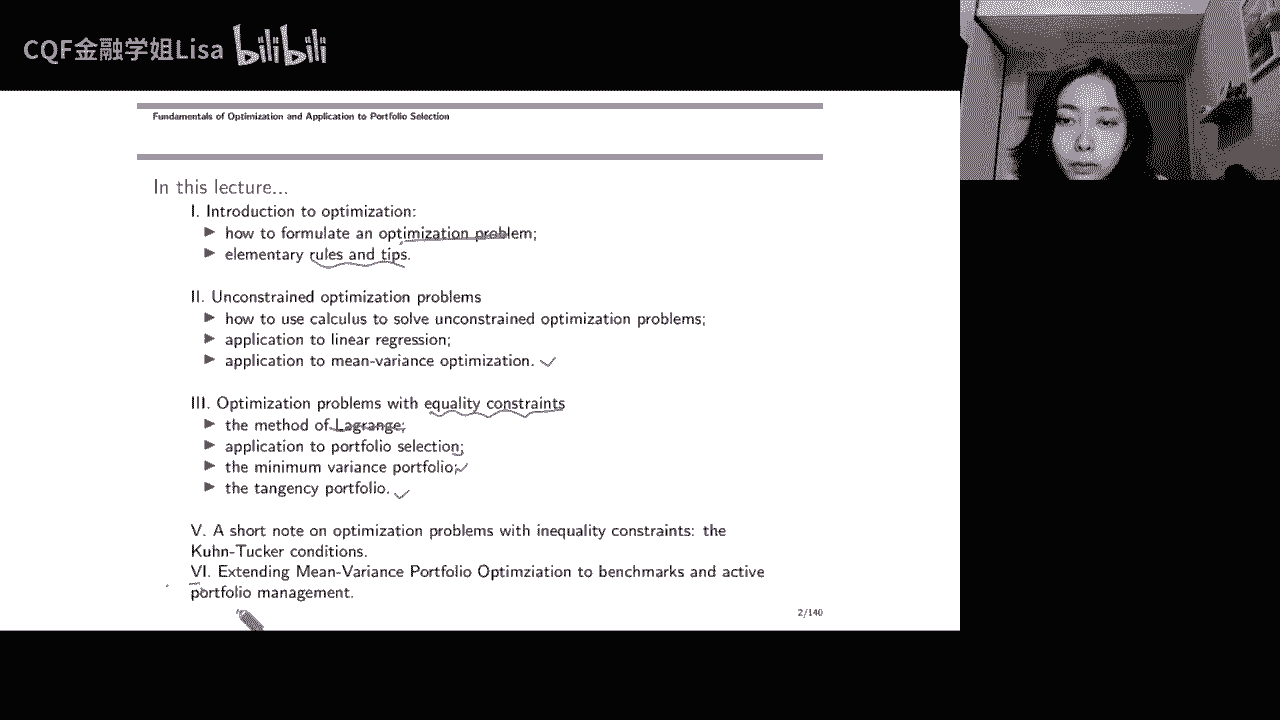 CQF金融学姐Lisa bilibili
Fundamentals of Optimization and Application to Portfolio Selection
In this lecture...
I. Introduction to optimization:
how to formulate an optimization problem;
elementary rules and tips.
II. Unconstrained optimization problems
how to use calculus to solve unconstrained optimization problems;
application to linear regression;
application to mean-variance optimization.
III. Optimization problems with equality constraints
the method of Lagrange;
application to portfolio selection;
the minimum variance portfolio;
the tangency portfolio.
V. A short note on optimization problems with inequality constraints: the
Kuhn-Tucker conditions.
VI. Extending Mean-Variance Portfolio Optimziation to benchmarks and active
portfolio management.
2/140